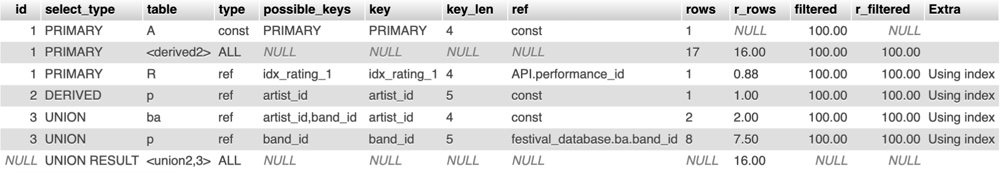 id select_type table type possible_keys key key_len ref rows r_rows filtered r_filtered Extra
1 PRIMARY A const PRIMARY PRIMARY 4 const 1 NULL 100.00 NULL
1 PRIMARY <derived2> ALL NULL NULL NULL NULL 17 16.00 100.00 100.00
1 PRIMARY R ref idx_rating_1 idx_rating_1 4 API.performance_id 1 0.88 100.00 100.00 Using index
2 DERIVED p ref artist_id artist_id 5 const 1 1.00 100.00 100.00 Using index
3 UNION ba ref artist_id,band_id artist_id 4 const 2 2.00 100.00 100.00 Using index
3 UNION p ref band_id band_id 5 festival_database.ba.band_id 8 7.50 100.00 100.00 Using index
NULL UNION RESULT <union2,3> ALL NULL NULL NULL NULL NULL 16.00 NULL NULL